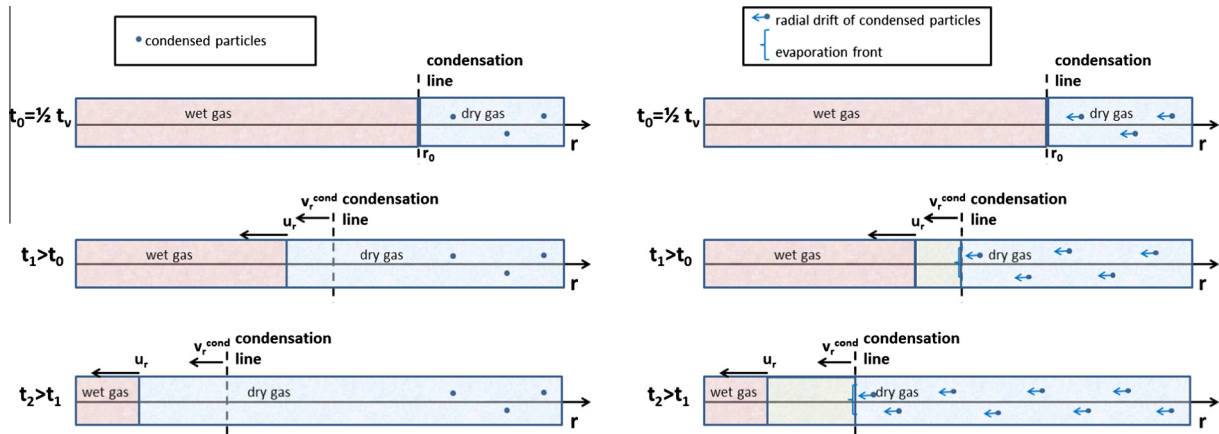 condensed particles
condensation
line
t₀=½ tᵥ
wet gas
dry gas
r₀
r
vᵣᶜᵒⁿᵈ condensation
line
uᵣ
t₁>t₀
wet gas
dry gas
r
condensation
vᵣᶜᵒⁿᵈ
line
uᵣ
t₂>t₁
wet gas
dry gas
r
radial drift of condensed particles
evaporation front
condensation
line
t₀=½ tᵥ
wet gas
dry gas
r₀
r
vᵣᶜᵒⁿᵈ condensation
line
uᵣ
t₁>t₀
wet gas
dry gas
r
condensation
vᵣᶜᵒⁿᵈ
line
uᵣ
t₂>t₁
wet gas
dry gas
r